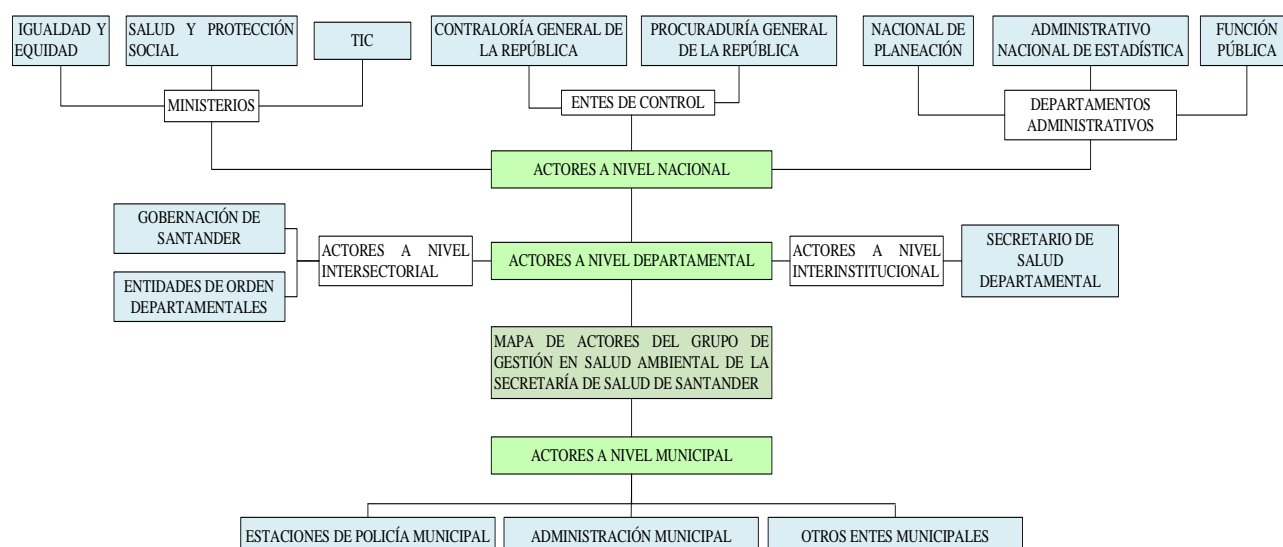 IGUALDAD Y
EQUIDAD
SALUD Y PROTECCIÓN
SOCIAL
TIC
CONTRALORÍA GENERAL DE
LA REPÚBLICA
PROCURADURÍA GENERAL
DE LA REPÚBLICA
NACIONAL DE
PLANEACIÓN
ADMINISTRATIVO
NACIONAL DE ESTADÍSTICA
FUNCIÓN
PÚBLICA
MINISTERIOS
ENTES DE CONTROL
DEPARTAMENTOS
ADMINISTRATIVOS
ACTORES A NIVEL NACIONAL
GOBERNACIÓN DE
SANTANDER
ENTIDADES DE ORDEN
DEPARTAMENTALES
ACTORES A NIVEL
INTERSECTORIAL
ACTORES A NIVEL DEPARTAMENTAL
ACTORES A NIVEL
INTERINSTITUCIONAL
SECRETARIO DE
SALUD
DEPARTAMENTAL
MAPA DE ACTORES DEL GRUPO DE
GESTIÓN EN SALUD AMBIENTAL DE LA
SECRETARÍA DE SALUD DE SANTANDER
ACTORES A NIVEL MUNICIPAL
ESTACIONES DE POLICÍA MUNICIPAL
ADMINISTRACIÓN MUNICIPAL
OTROS ENTES MUNICIPALES